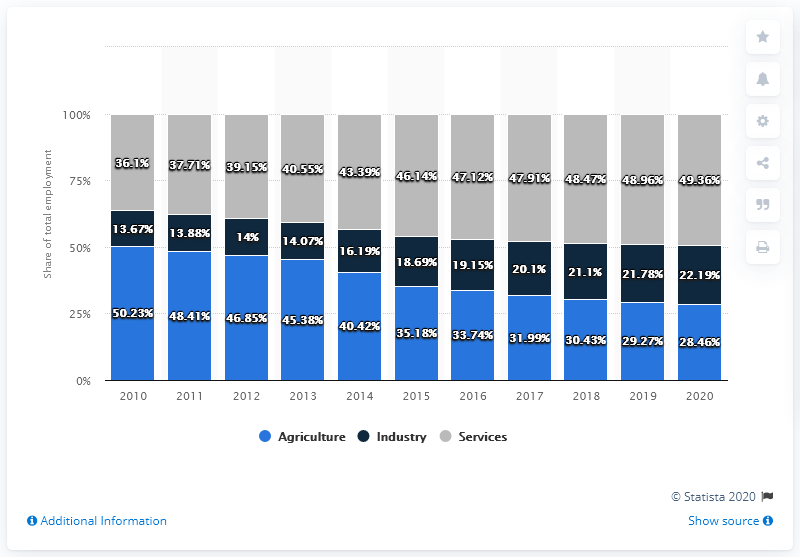 Share of total employment
100%
75%
50%
25%
0%
36.1% 37.71% 39.15% 40.55% 43.39% 46.14% 47.12% 47.91% 48.47% 48.96% 49.36%
13.67% 13.88% 14% 14.07% 16.19% 18.69% 19.15% 20.1% 21.1% 21.78% 22.19%
50.23% 48.41% 46.85% 45.38% 40.42% 35.18% 33.74% 31.99% 30.43% 29.27% 28.46%
2010 2011 2012 2013 2014 2015 2016 2017 2018 2019 2020
Agriculture Industry Services
© Statista 2020
Additional Information Show source